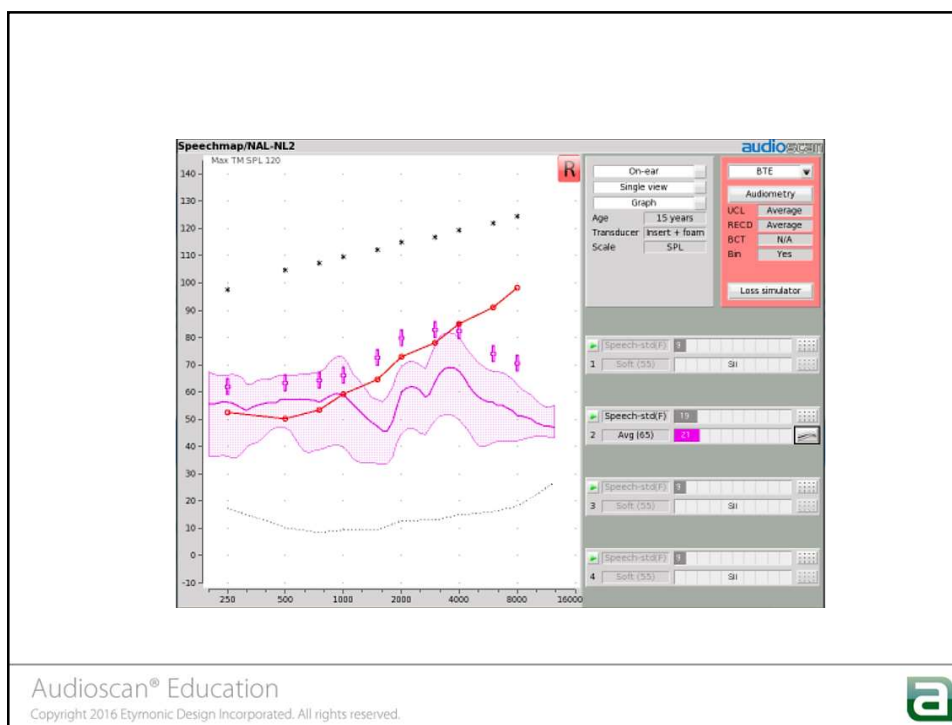 Speechmap/NAL-NL2
audioscan
Max TM SPL 120
R
140
130
120
110
100
90
80
70
60
50
40
30
20
10
0
-10
250 500 1000 2000 4000 8000 16000
On-ear
Single view
Graph
Age 15 years
Transducer Insert + foam
Scale SPL
BTE
Audiometry
UCL Average
RECD Average
BCT N/A
Bin Yes
Loss simulator
Speech-std(F) 9
1 Soft (55) SII
Speech-std(F) 19
2 Avg (65) 21
Speech-std(F) 9
3 Soft (55) SII
Speech-std(F) 9
4 Soft (55) SII
Audioscan® Education
Copyright 2016 Etymonic Design Incorporated. All rights reserved.
a